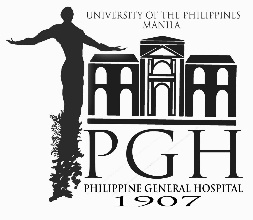 UNIVERSITY OF THE PHILIPPINES
MANILA
PGH
PHILIPPINE GENERAL HOSPITAL
1907